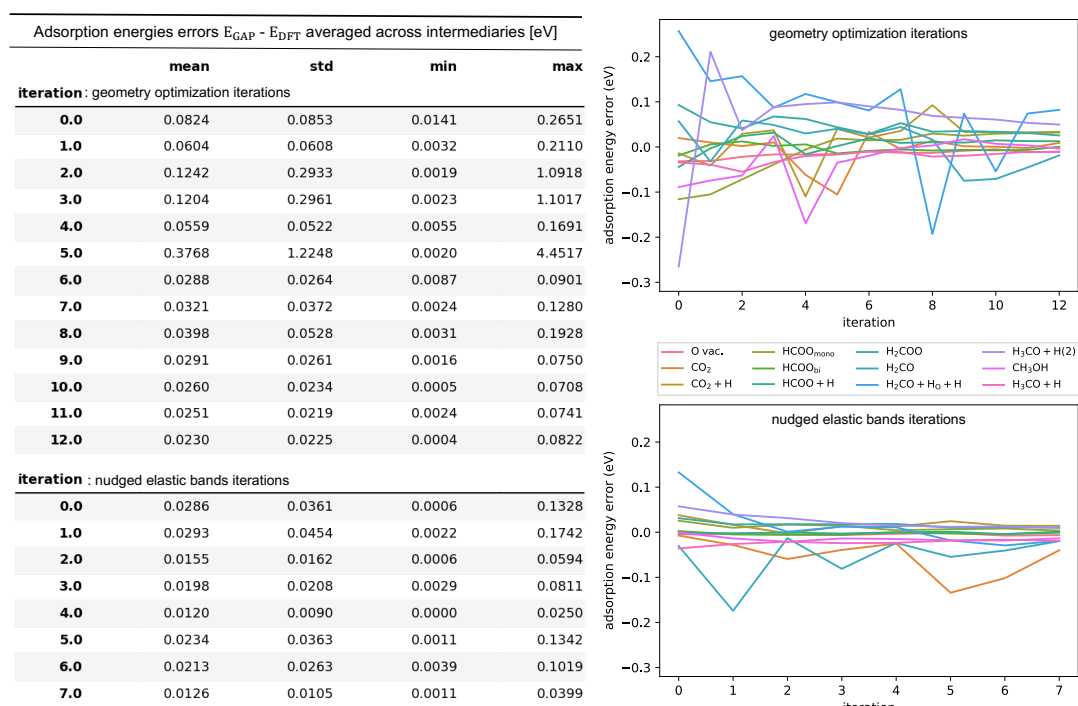 Adsorption energies errors E_GAP - E_DFT averaged across intermediaries [eV]
mean std min max
iteration : geometry optimization iterations
0.0 0.0824 0.0853 0.0141 0.2651
1.0 0.0604 0.0608 0.0032 0.2110
2.0 0.1242 0.2933 0.0019 1.0918
3.0 0.1204 0.2961 0.0023 1.1017
4.0 0.0559 0.0522 0.0055 0.1691
5.0 0.3768 1.2248 0.0020 4.4517
6.0 0.0288 0.0264 0.0087 0.0901
7.0 0.0321 0.0372 0.0024 0.1280
8.0 0.0398 0.0528 0.0031 0.1928
9.0 0.0291 0.0261 0.0016 0.0750
10.0 0.0260 0.0234 0.0005 0.0708
11.0 0.0251 0.0219 0.0024 0.0741
12.0 0.0230 0.0225 0.0004 0.0822
iteration : nudged elastic bands iterations
0.0 0.0286 0.0361 0.0006 0.1328
1.0 0.0293 0.0454 0.0022 0.1742
2.0 0.0155 0.0162 0.0006 0.0594
3.0 0.0198 0.0208 0.0029 0.0811
4.0 0.0120 0.0090 0.0000 0.0250
5.0 0.0234 0.0363 0.0011 0.1342
6.0 0.0213 0.0263 0.0039 0.1019
7.0 0.0126 0.0105 0.0011 0.0399
geometry optimization iterations
adsorption energy error (eV)
0.2
0.1
0.0
−0.1
−0.2
−0.3
0 2 4 6 8 10 12
iteration
O vac. HCOO_mono H₂COO H₃CO + H(2)
CO₂ HCOO_bi H₂CO CH₃OH
CO₂ + H HCOO + H H₂CO + H_O + H H₃CO + H
nudged elastic bands iterations
adsorption energy error (eV)
0.2
0.1
0.0
−0.1
−0.2
−0.3
0 1 2 3 4 5 6 7
iteration